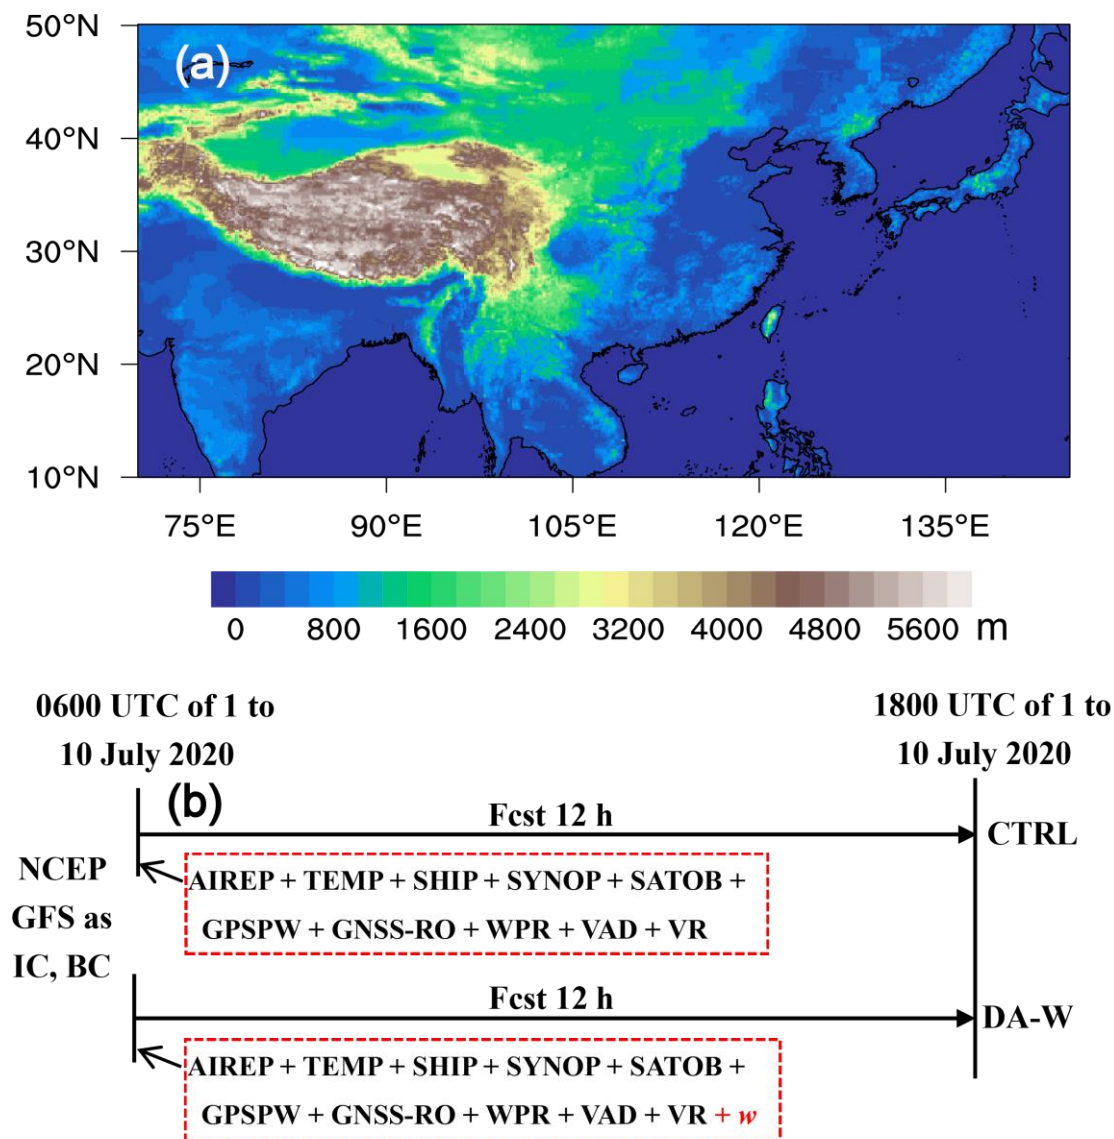 50°N
(a)
40°N
30°N
20°N
10°N
75°E 90°E 105°E 120°E 135°E
0 800 1600 2400 3200 4000 4800 5600 m
0600 UTC of 1 to
10 July 2020
1800 UTC of 1 to
10 July 2020
(b)
Fcst 12 h
CTRL
NCEP
GFS as
IC, BC
AIREP + TEMP + SHIP + SYNOP + SATOB +
GPSPW + GNSS-RO + WPR + VAD + VR
Fcst 12 h
DA-W
AIREP + TEMP + SHIP + SYNOP + SATOB +
GPSPW + GNSS-RO + WPR + VAD + VR + w